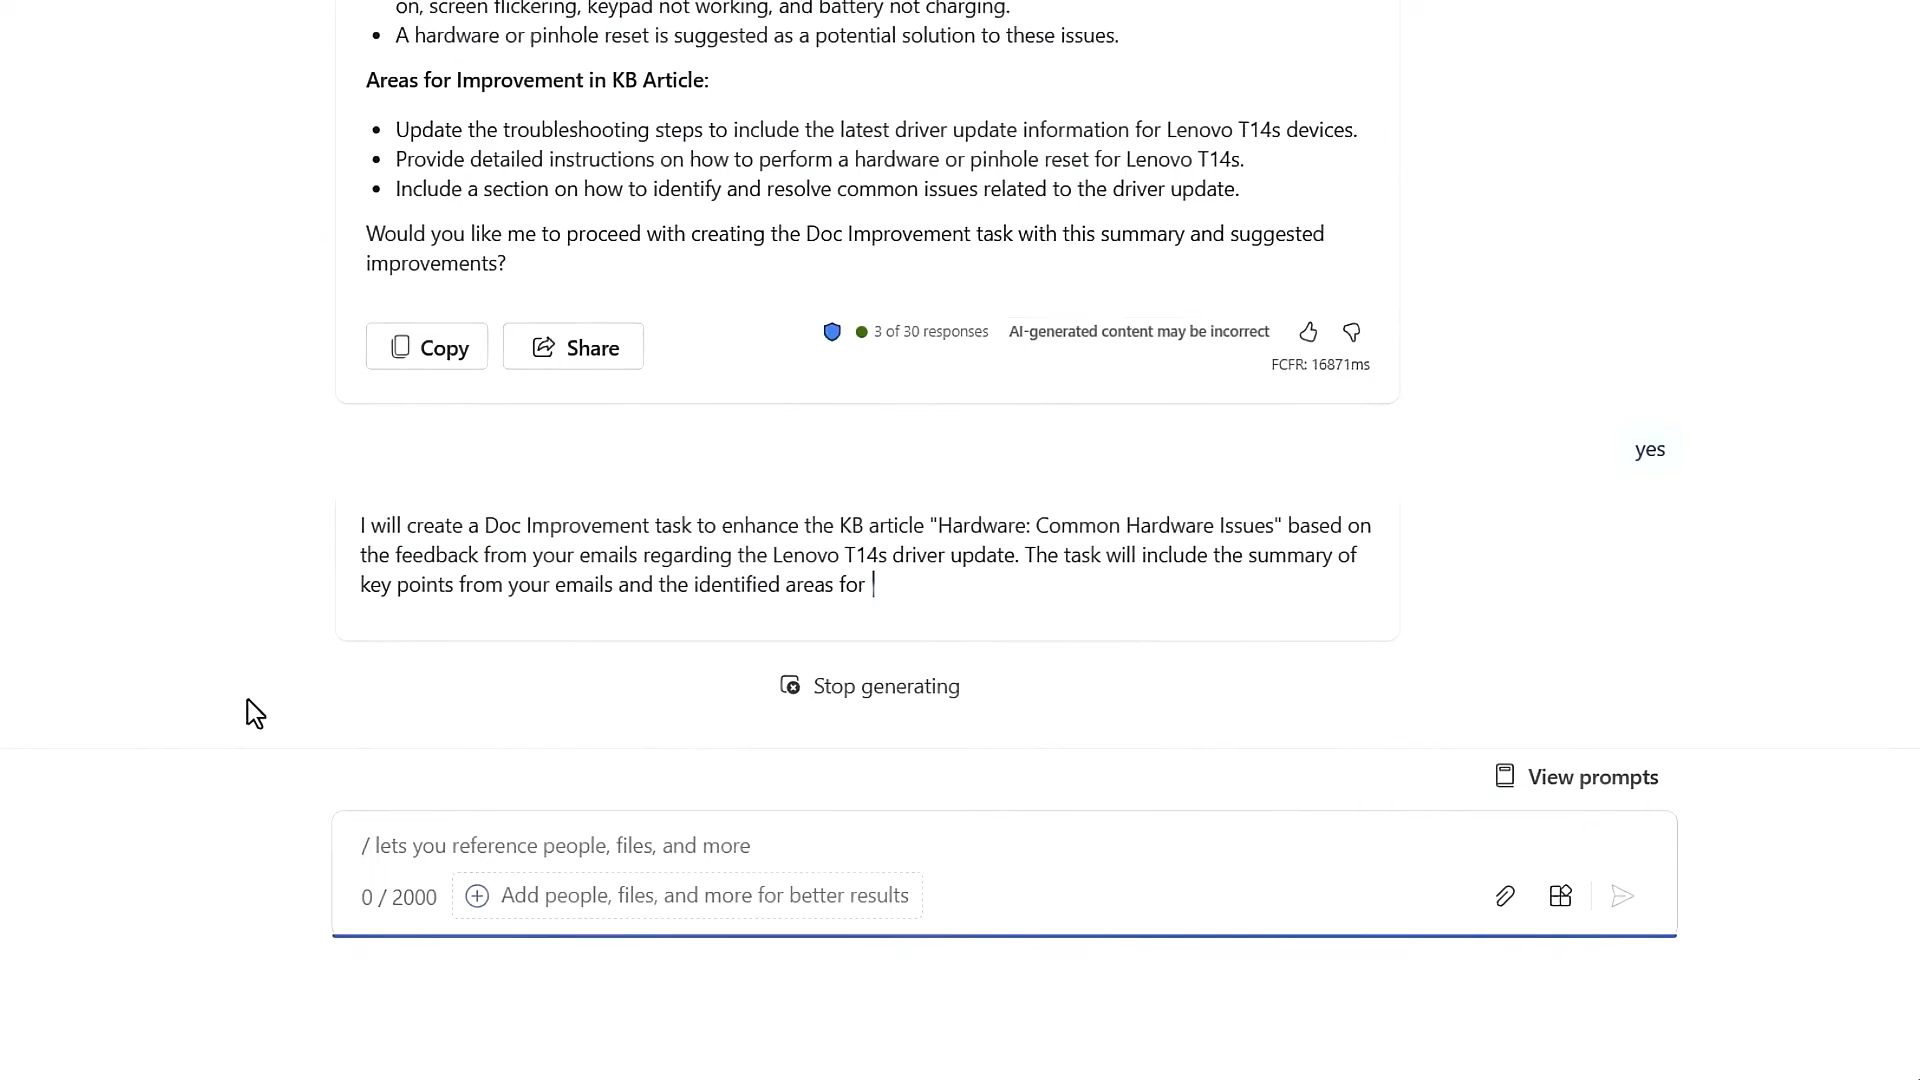 on, screen flickering, keypad not working, and battery not charging.
• A hardware or pinhole reset is suggested as a potential solution to these issues.
Areas for Improvement in KB Article:
• Update the troubleshooting steps to include the latest driver update information for Lenovo T14s devices.
• Provide detailed instructions on how to perform a hardware or pinhole reset for Lenovo T14s.
• Include a section on how to identify and resolve common issues related to the driver update.
Would you like me to proceed with creating the Doc Improvement task with this summary and suggested
improvements?
Copy
Share
3 of 30 responses
AI-generated content may be incorrect
FCFR: 16871ms
yes
I will create a Doc Improvement task to enhance the KB article "Hardware: Common Hardware Issues" based on
the feedback from your emails regarding the Lenovo T14s driver update. The task will include the summary of
key points from your emails and the identified areas for
Stop generating
View prompts
/ lets you reference people, files, and more
0 / 2000
Add people, files, and more for better results